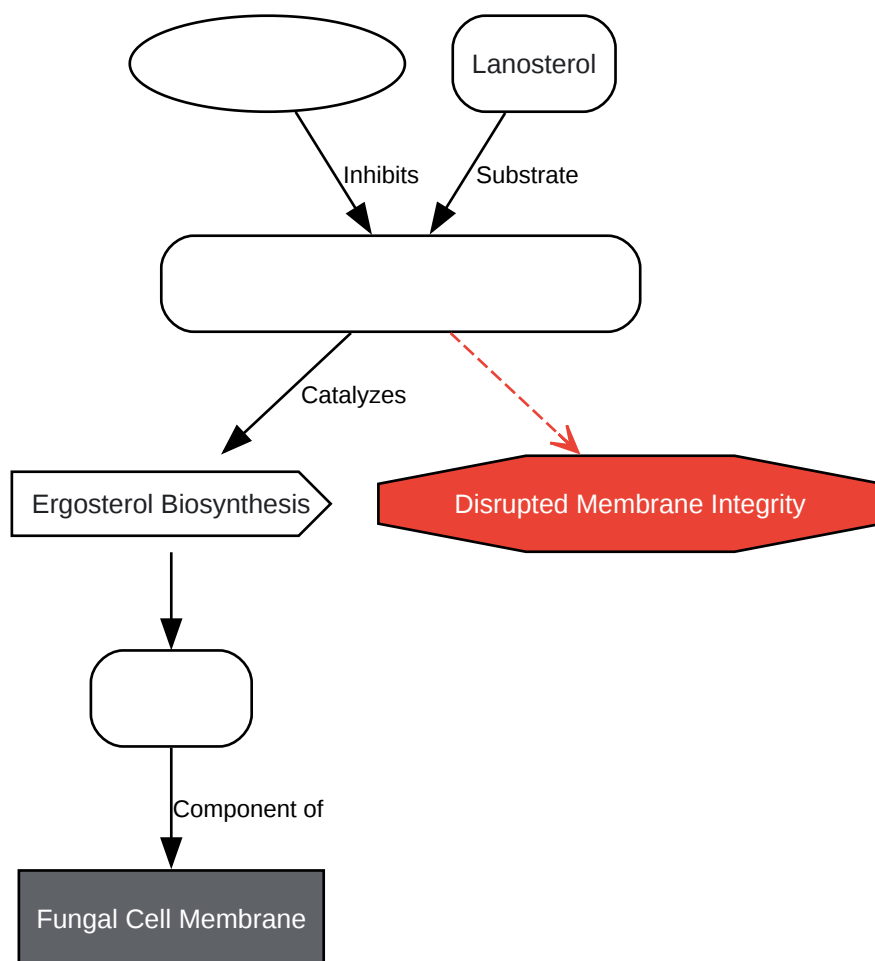 Lanosterol
Inhibits
Substrate
Catalyzes
Ergosterol Biosynthesis
Disrupted Membrane Integrity
Component of
Fungal Cell Membrane